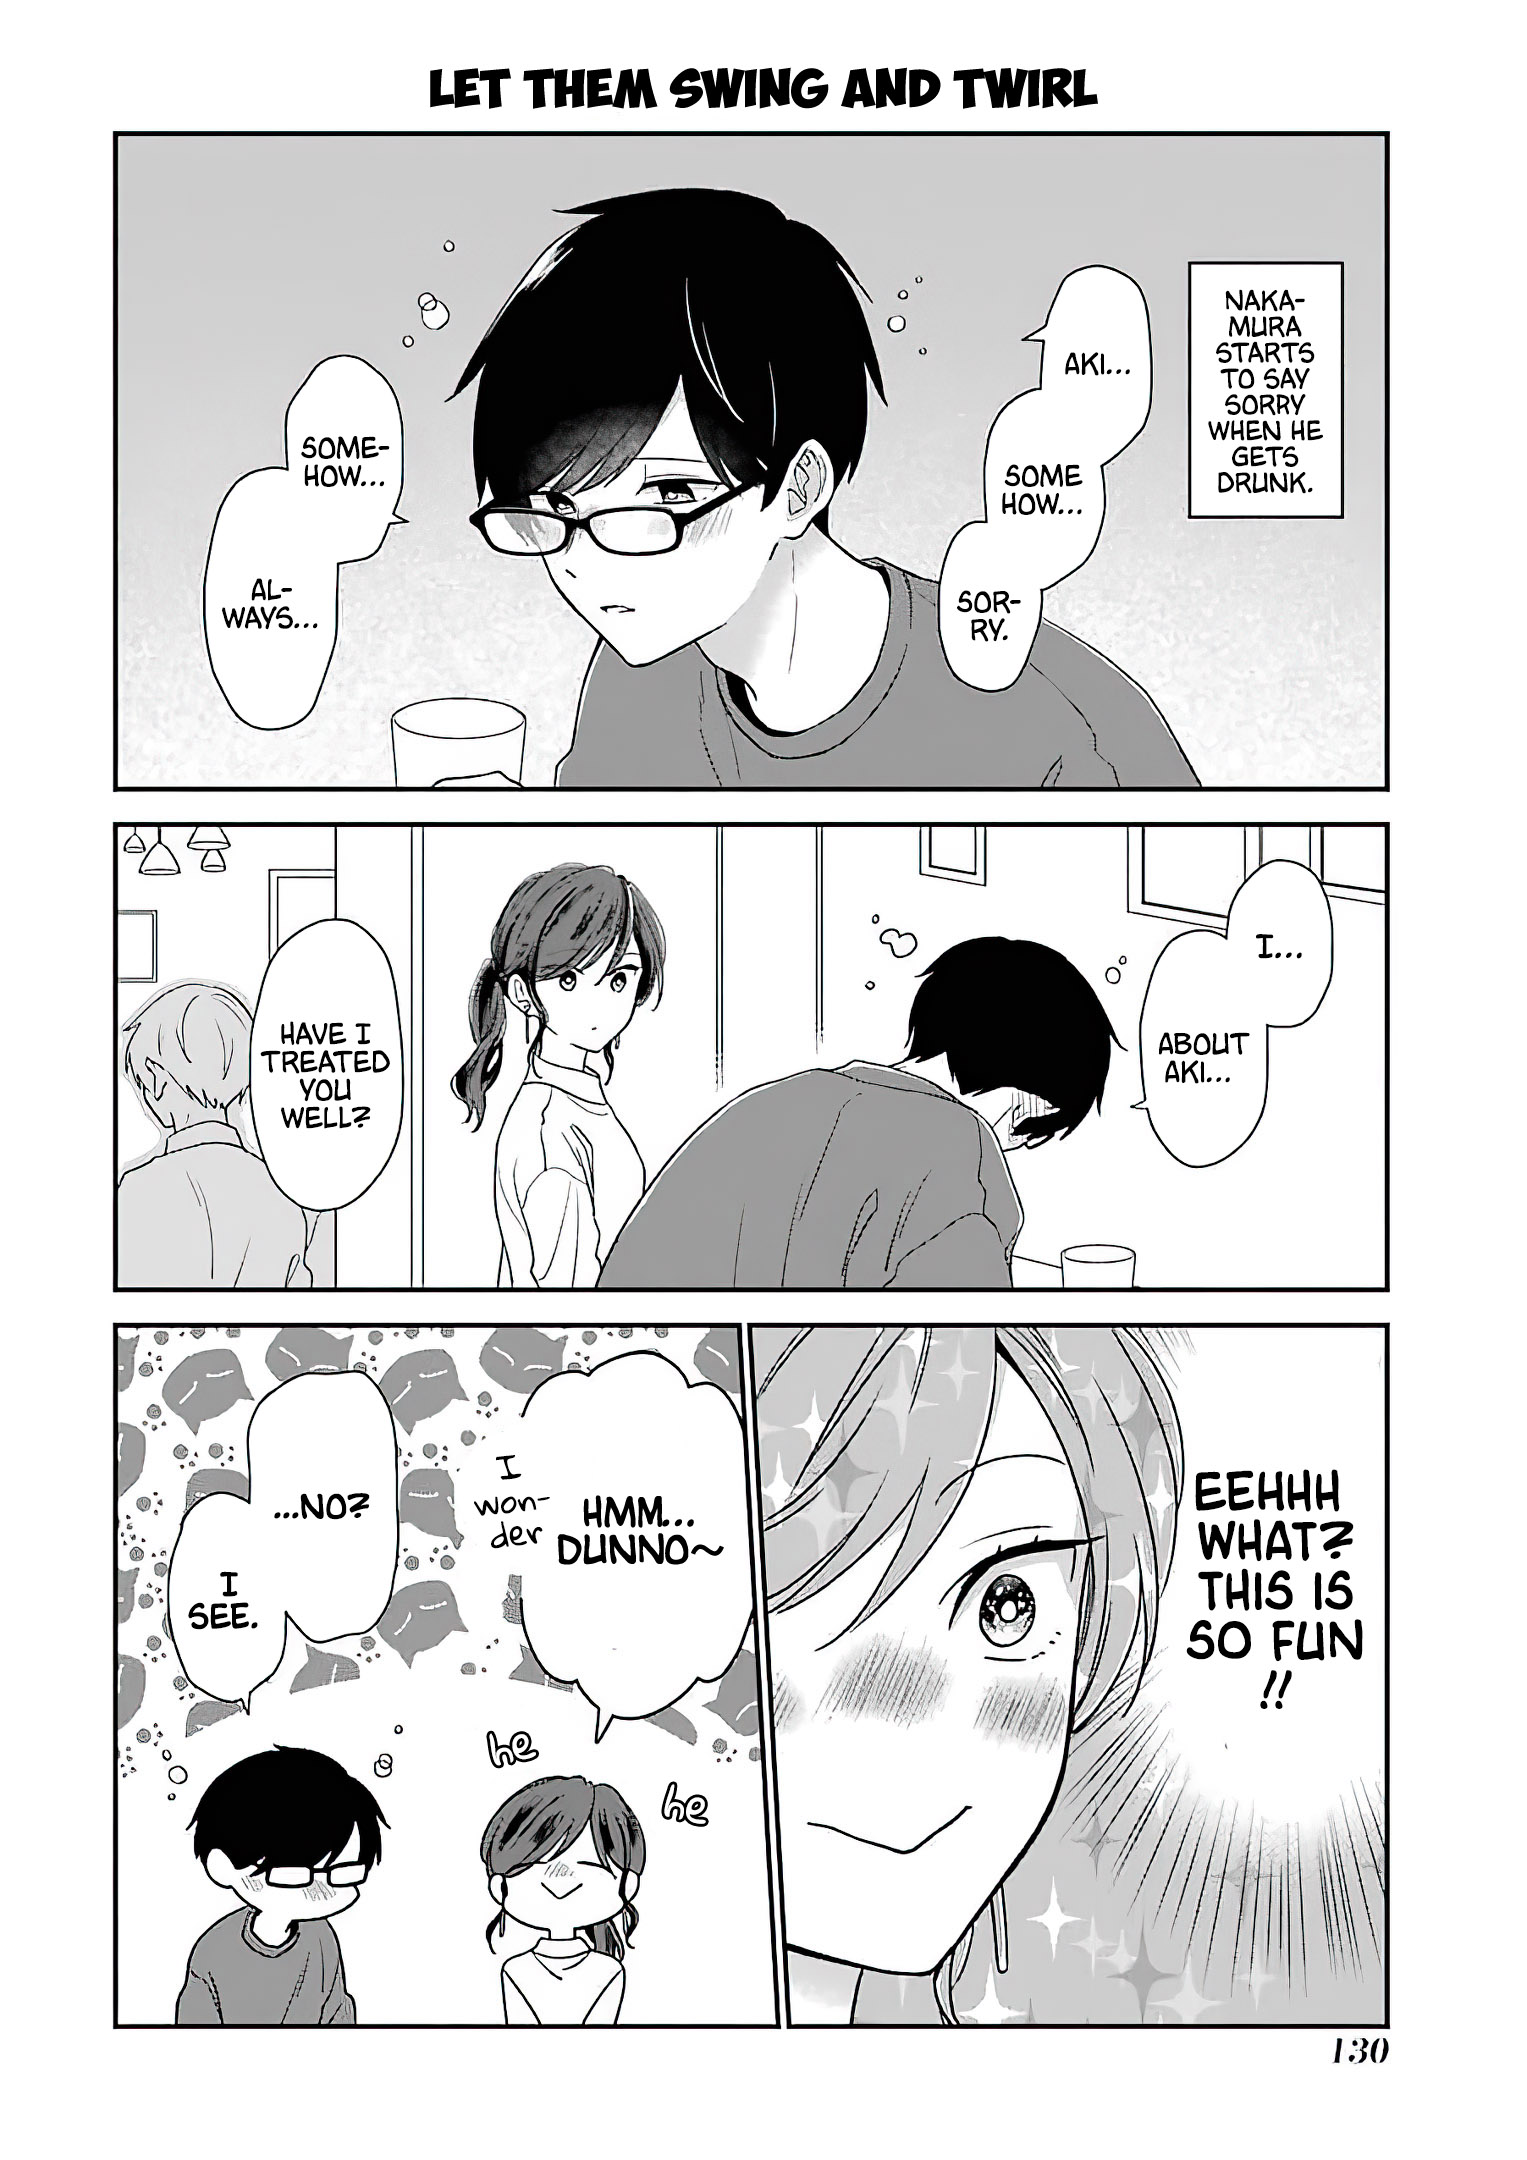 LET THEM SWING AND TWIRL
NAKA-
MURA
STARTS
TO SAY
SORRY
WHEN HE
GETS
DRUNK.
AKI...
SOME
HOW...
SOR-
RY.
SOME-
HOW...
AL-
WAYS...
I...
ABOUT
AKI...
HAVE I
TREATED
YOU
WELL?
EEHHH
WHAT?
THIS IS
SO FUN
!!
HMM...
DUNNO~
I
won-
der
he
he
...NO?
I
SEE.
130